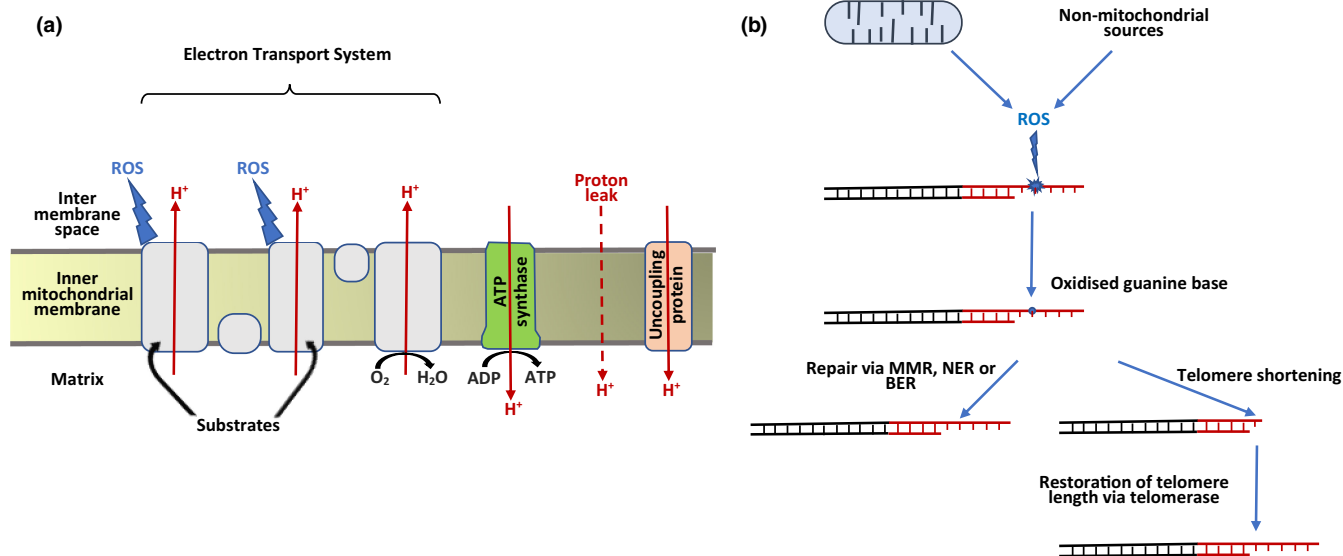 (a)
Electron Transport System
ROS
ROS
H+
H+
H+
Proton
leak
Inter
membrane
space
Inner
mitochondrial
membrane
ATP
synthase
Uncoupling
protein
Matrix
O2
H2O
ADP
ATP
H+
H+
H+
Substrates
(b)
Non-mitochondrial
sources
ROS
Oxidised guanine base
Repair via MMR, NER or
BER
Telomere shortening
Restoration of telomere
length via telomerase